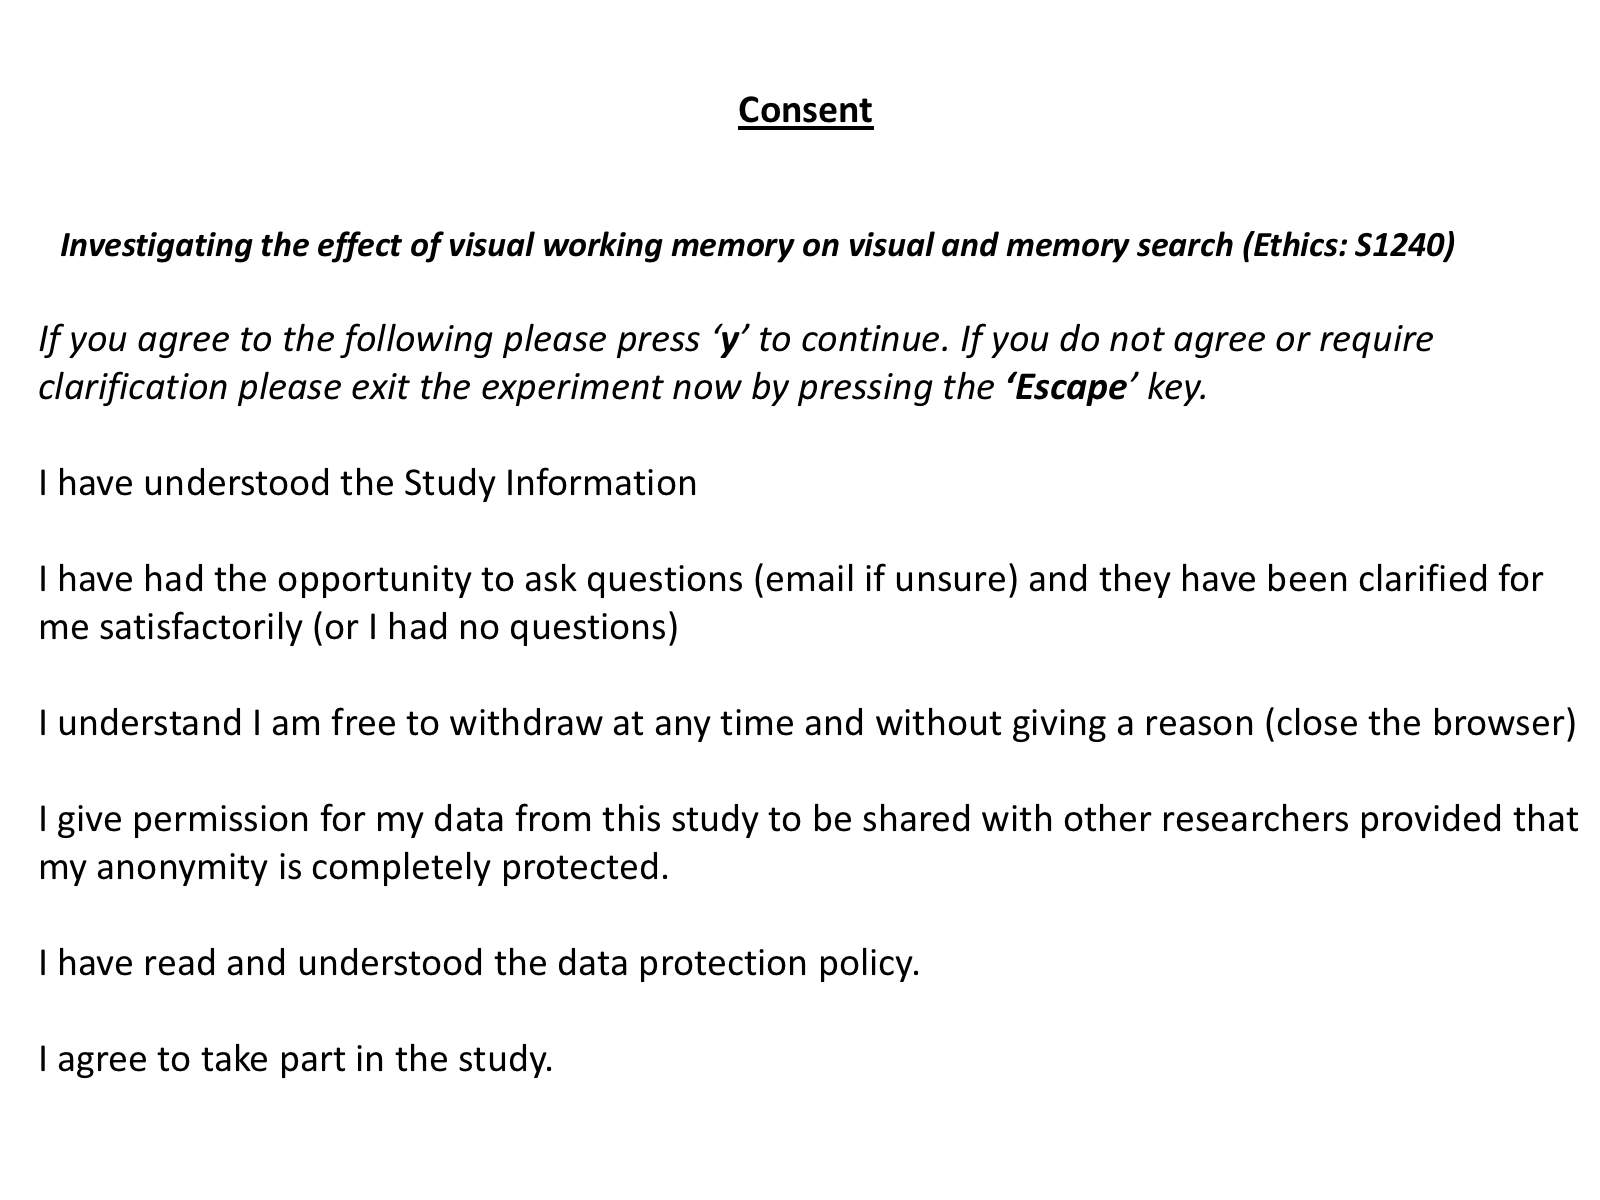 Consent
Investigating the effect of visual working memory on visual and memory search (Ethics: S1240)
If you agree to the following please press ‘y’ to continue. If you do not agree or require
clarification please exit the experiment now by pressing the ‘Escape’ key.
I have understood the Study Information
I have had the opportunity to ask questions (email if unsure) and they have been clarified for
me satisfactorily (or I had no questions)
I understand I am free to withdraw at any time and without giving a reason (close the browser)
I give permission for my data from this study to be shared with other researchers provided that
my anonymity is completely protected.
I have read and understood the data protection policy.
I agree to take part in the study.